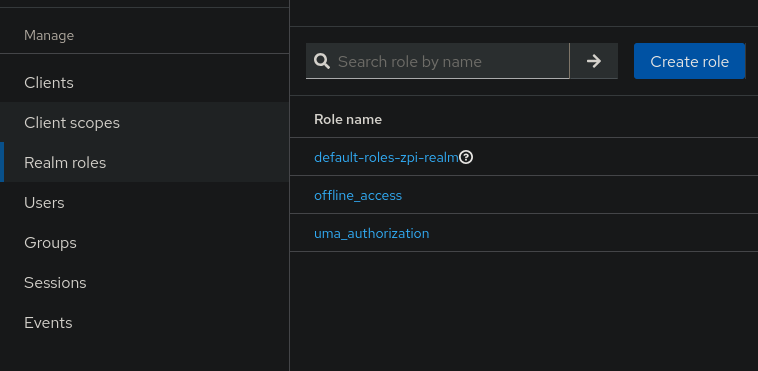 Manage
Clients
Client scopes
Realm roles
Users
Groups
Sessions
Events
Search role by name
Create role
Role name
default-roles-zpi-realm
offline_access
uma_authorization